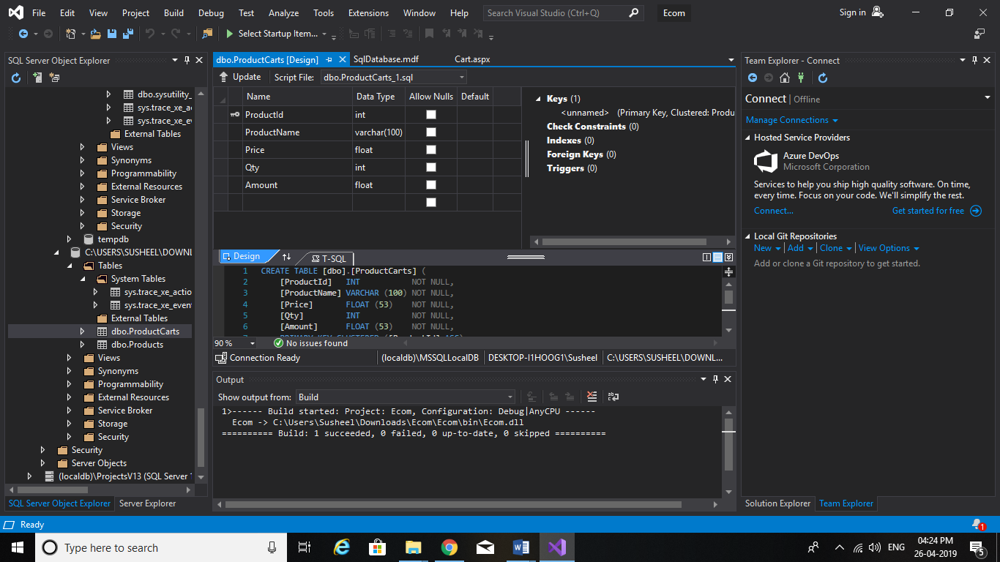 File Edit View Project Build Debug Test Analyze Tools Extensions Window Help Search Visual Studio (Ctrl+Q) Ecom Sign in
Select Startup Item...
SQL Server Object Explorer
dbo.sysutility_
sys.trace_xe_a
sys.trace_xe_e
External Tables
Views
Synonyms
Programmability
External Resources
Service Broker
Storage
Security
tempdb
C:\USERS\SUSHEEL\DOWNL
Tables
System Tables
sys.trace_xe_actio
sys.trace_xe_even
External Tables
dbo.ProductCarts
dbo.Products
Views
Synonyms
Programmability
External Resources
Service Broker
Storage
Security
Security
Server Objects
(localdb)\ProjectsV13 (SQL Server
SQL Server Object Explorer Server Explorer
dbo.ProductCarts [Design] SqlDatabase.mdf Cart.aspx
Update Script File: dbo.ProductCarts_1.sql
Name Data Type Allow Nulls Default
ProductId int
ProductName varchar(100)
Price float
Qty int
Amount float
Keys (1)
<unnamed> (Primary Key, Clustered: Produ
Check Constraints (0)
Indexes (0)
Foreign Keys (0)
Triggers (0)
Design T-SQL
1 CREATE TABLE [dbo].[ProductCarts] (
2 [ProductId] INT NOT NULL,
3 [ProductName] VARCHAR (100) NOT NULL,
4 [Price] FLOAT (53) NOT NULL,
5 [Qty] INT NOT NULL,
6 [Amount] FLOAT (53) NOT NULL,
7 PRIMARY KEY CLUSTERED ([ProductId] ASC)
90 % No issues found
Connection Ready (localdb)\MSSQLLocalDB DESKTOP-I1HOOG1\Susheel C:\USERS\SUSHEEL\DOWNL...
Output
Show output from: Build
1>------ Build started: Project: Ecom, Configuration: Debug|AnyCPU ------
Ecom -> C:\Users\Susheel\Downloads\Ecom\Ecom\bin\Ecom.dll
========== Build: 1 succeeded, 0 failed, 0 up-to-date, 0 skipped ==========
Team Explorer - Connect
Connect | Offline
Manage Connections
Hosted Service Providers
Azure DevOps
Microsoft Corporation
Services to help you ship high quality software. On time,
every time. Focus on your code. We'll simplify the rest.
Connect... Get started for free
Local Git Repositories
New | Add | Clone | View Options
Add or clone a Git repository to get started.
Solution Explorer Team Explorer
Ready 1
Type here to search
ENG
04:24 PM
26-04-2019
5